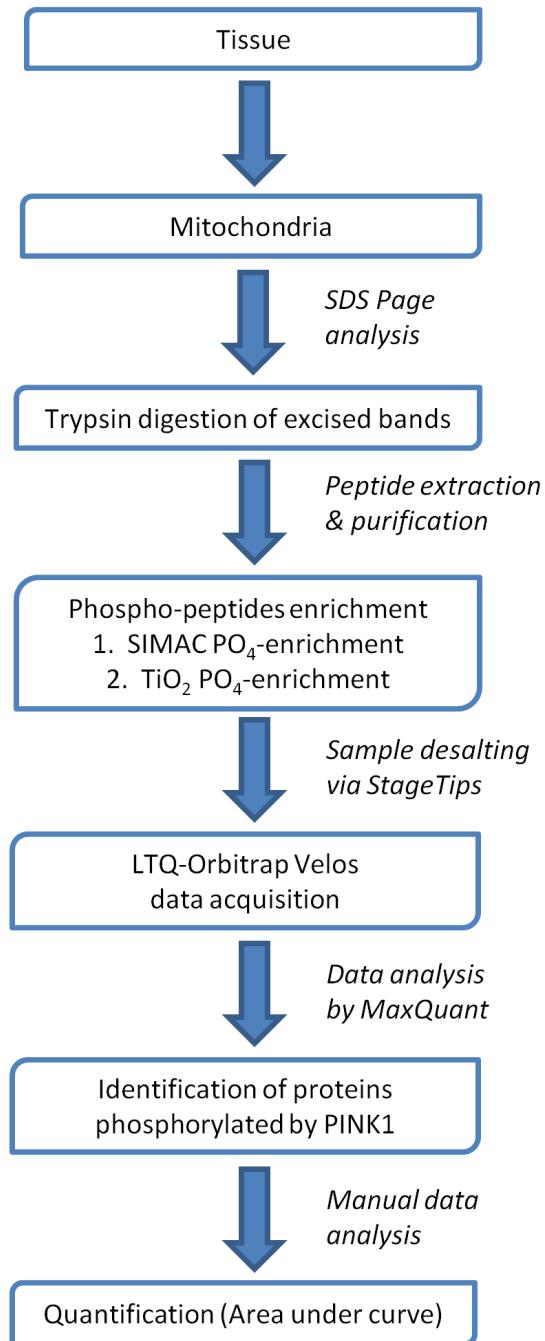 Tissue
Mitochondria
SDS Page
analysis
Trypsin digestion of excised bands
Peptide extraction
& purification
Phospho-peptides enrichment
1. SIMAC PO₄-enrichment
2. TiO₂ PO₄-enrichment
Sample desalting
via StageTips
LTQ-Orbitrap Velos
data acquisition
Data analysis
by MaxQuant
Identification of proteins
phosphorylated by PINK1
Manual data
analysis
Quantification (Area under curve)